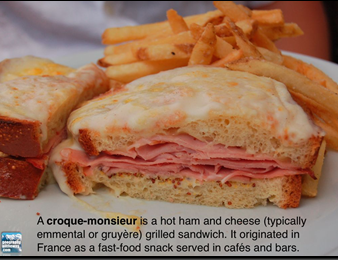 A croque-monsieur is a hot ham and cheese (typically
emmental or gruyère) grilled sandwich. It originated in
France as a fast-food snack served in cafés and bars.